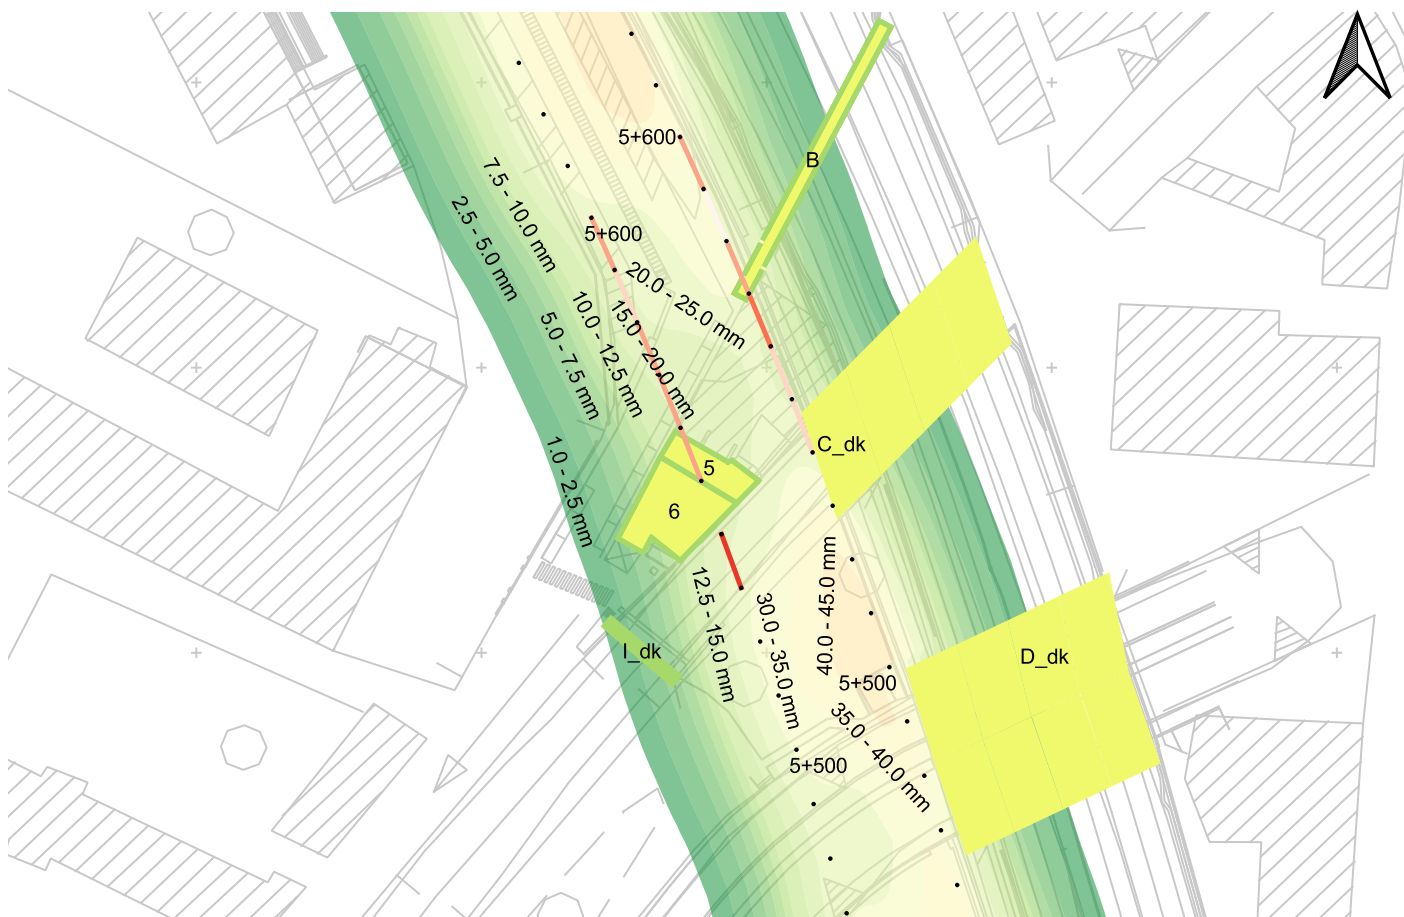 5+600
B
7.5 - 10.0 mm
2.5 - 5.0 mm
5+600
20.0 - 25.0 mm
15.0 - 20.0 mm
10.0 - 12.5 mm
5.0 - 7.5 mm
C_dk
1.0 - 2.5 mm
5
6
40.0 - 45.0 mm
12.5 - 15.0 mm
30.0 - 35.0 mm
I_dk
D_dk
5+500
35.0 - 40.0 mm
5+500